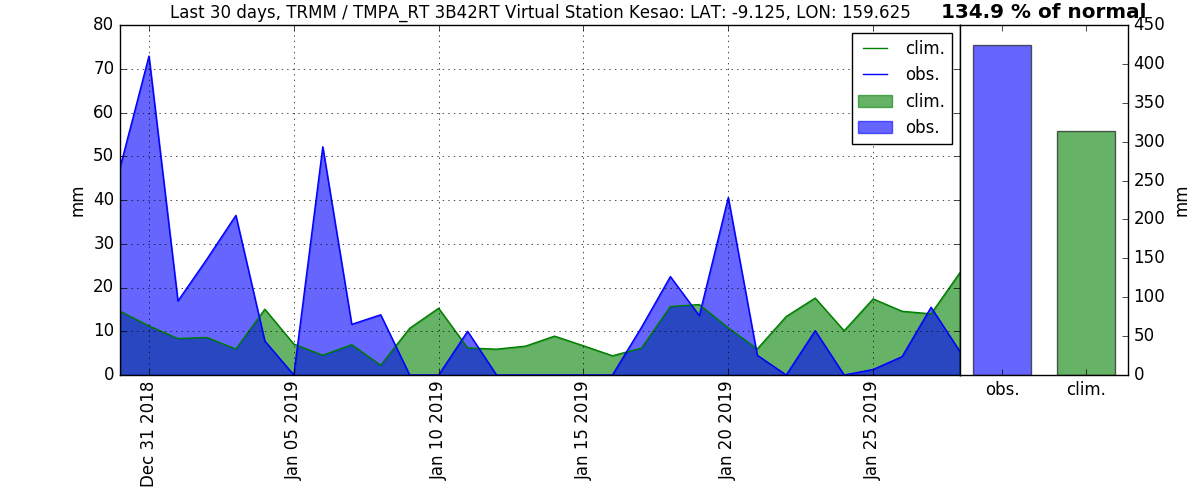 Last 30 days, TRMM / TMPA_RT 3B42RT Virtual Station Kesao: LAT: -9.125, LON: 159.625
134.9 % of normal
80
70
60
50
40
30
20
10
0
mm
clim.
obs.
clim.
obs.
450
400
350
300
250
200
150
100
50
0
mm
Dec 31 2018
Jan 05 2019
Jan 10 2019
Jan 15 2019
Jan 20 2019
Jan 25 2019
obs.
clim.